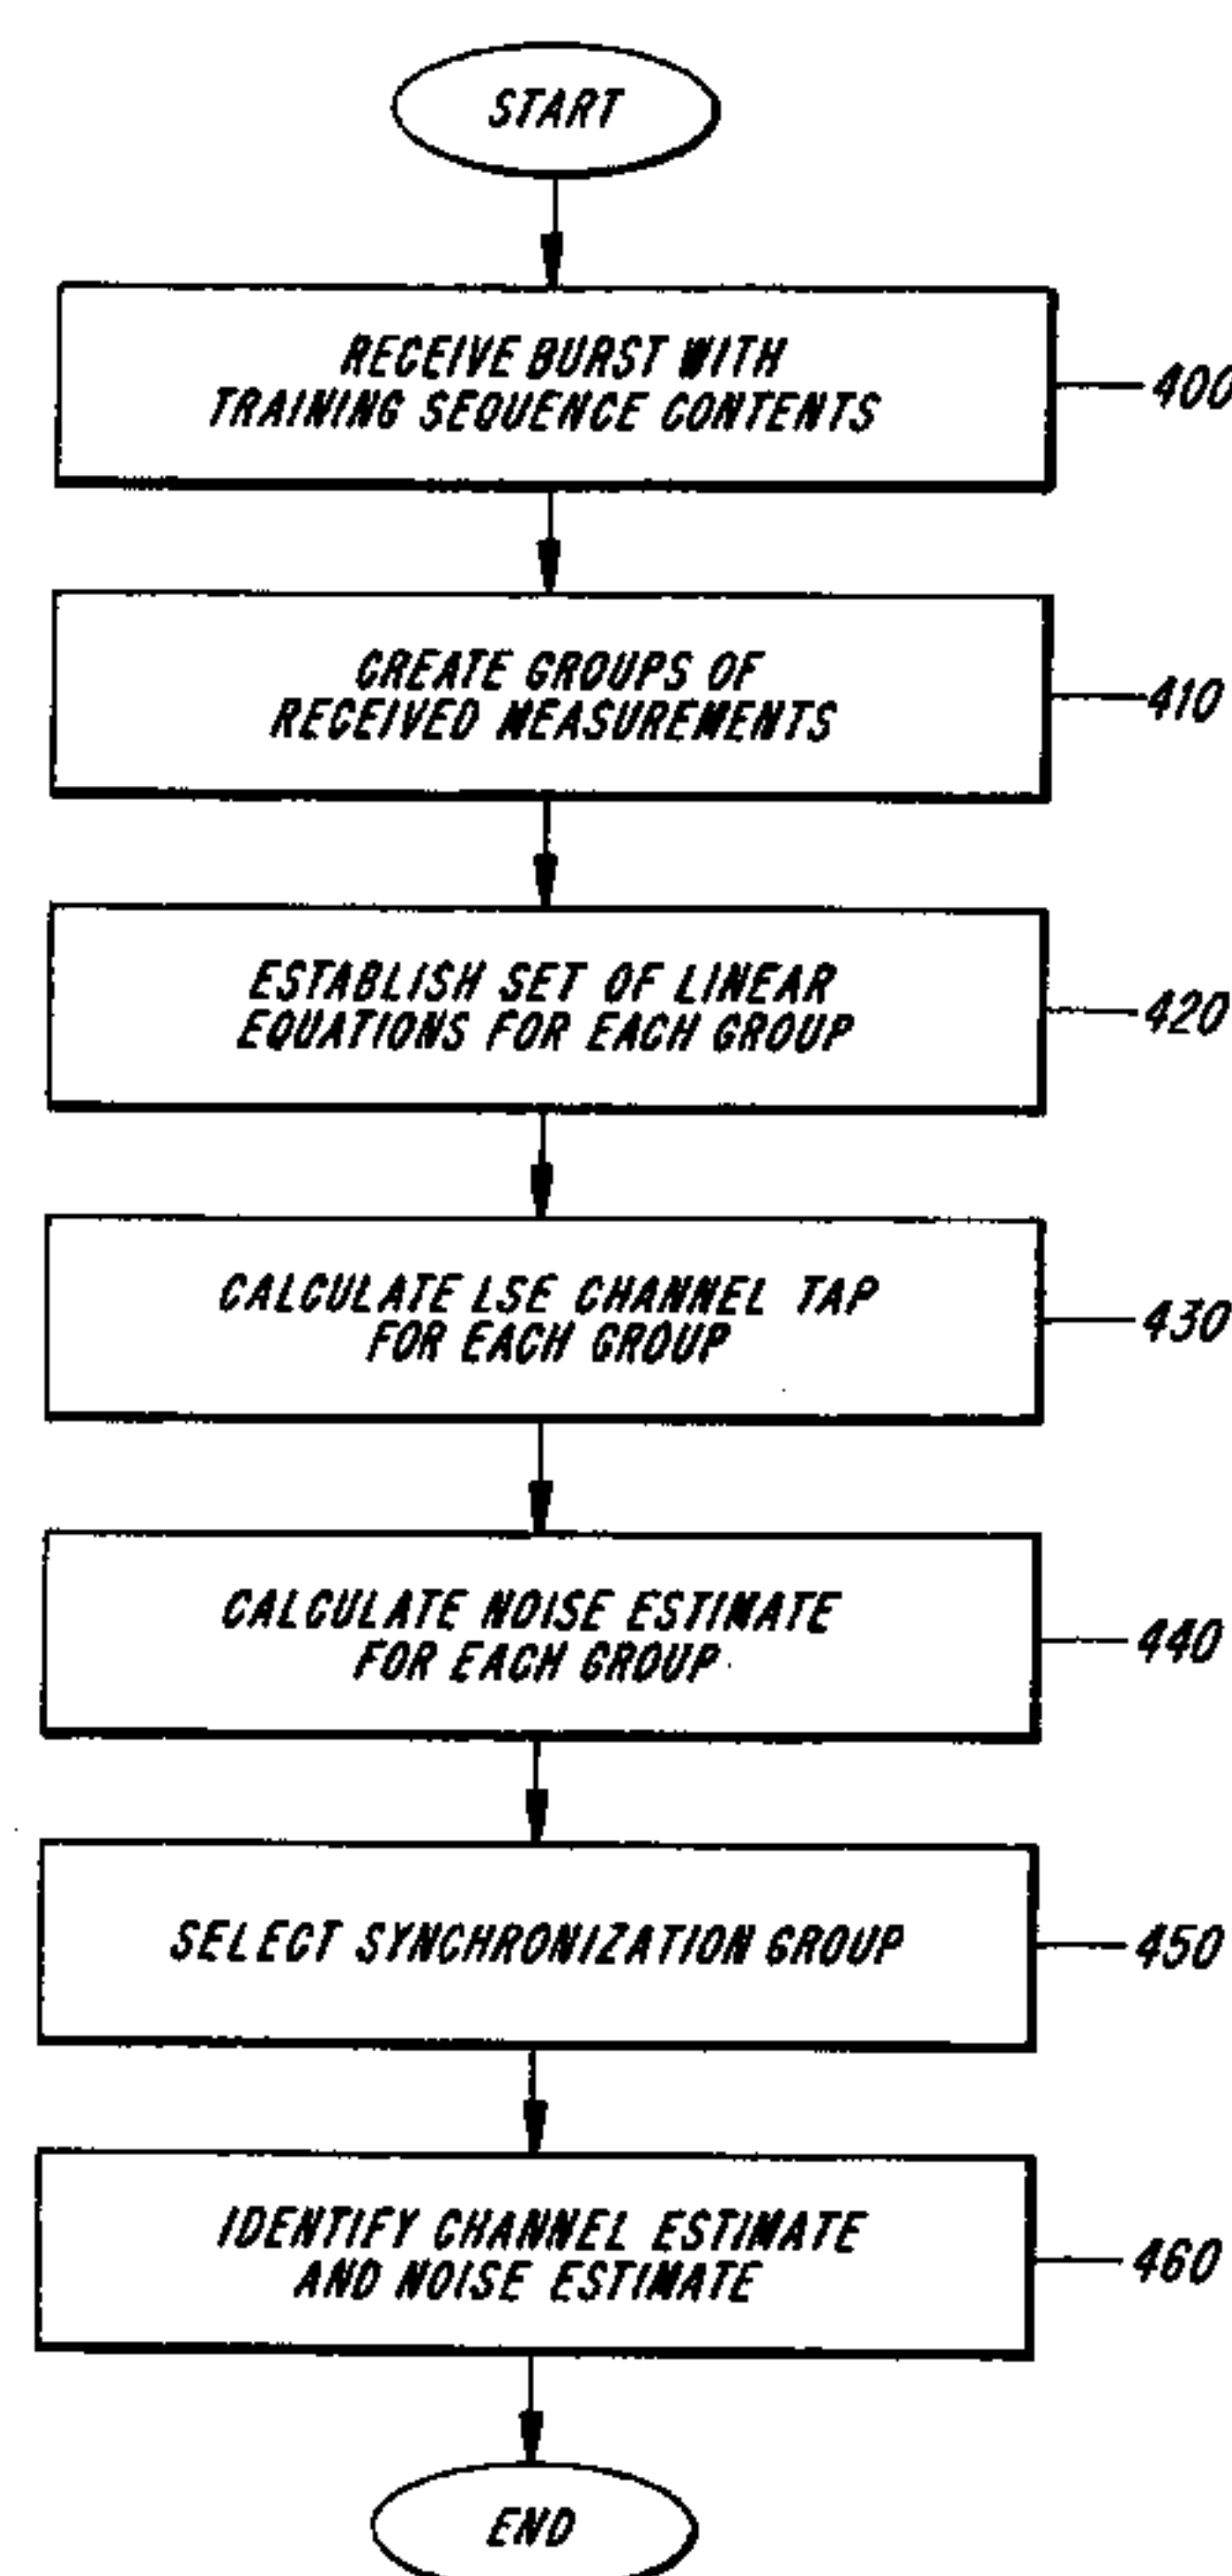 START
RECEIVE BURST WITH
TRAINING SEQUENCE CONTENTS
400
CREATE GROUPS OF
RECEIVED MEASUREMENTS
410
ESTABLISH SET OF LINEAR
EQUATIONS FOR EACH GROUP
420
CALCULATE LSE CHANNEL TAP
FOR EACH GROUP
430
CALCULATE NOISE ESTIMATE
FOR EACH GROUP
440
SELECT SYNCHRONIZATION GROUP
450
IDENTIFY CHANNEL ESTIMATE
AND NOISE ESTIMATE
460
END